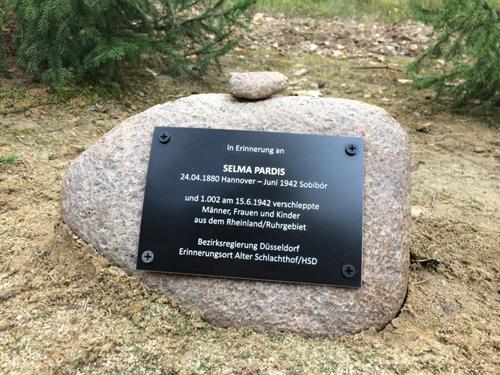 In Erinnerung an
SELMA PARDIS
24.04.1880 Hannover – Juni 1942 Sobibór
und 1.002 am 15.6.1942 verschleppte
Männer, Frauen und Kinder
aus dem Rheinland/Ruhrgebiet
Bezirksregierung Düsseldorf
Erinnerungsort Alter Schlachthof/HSD